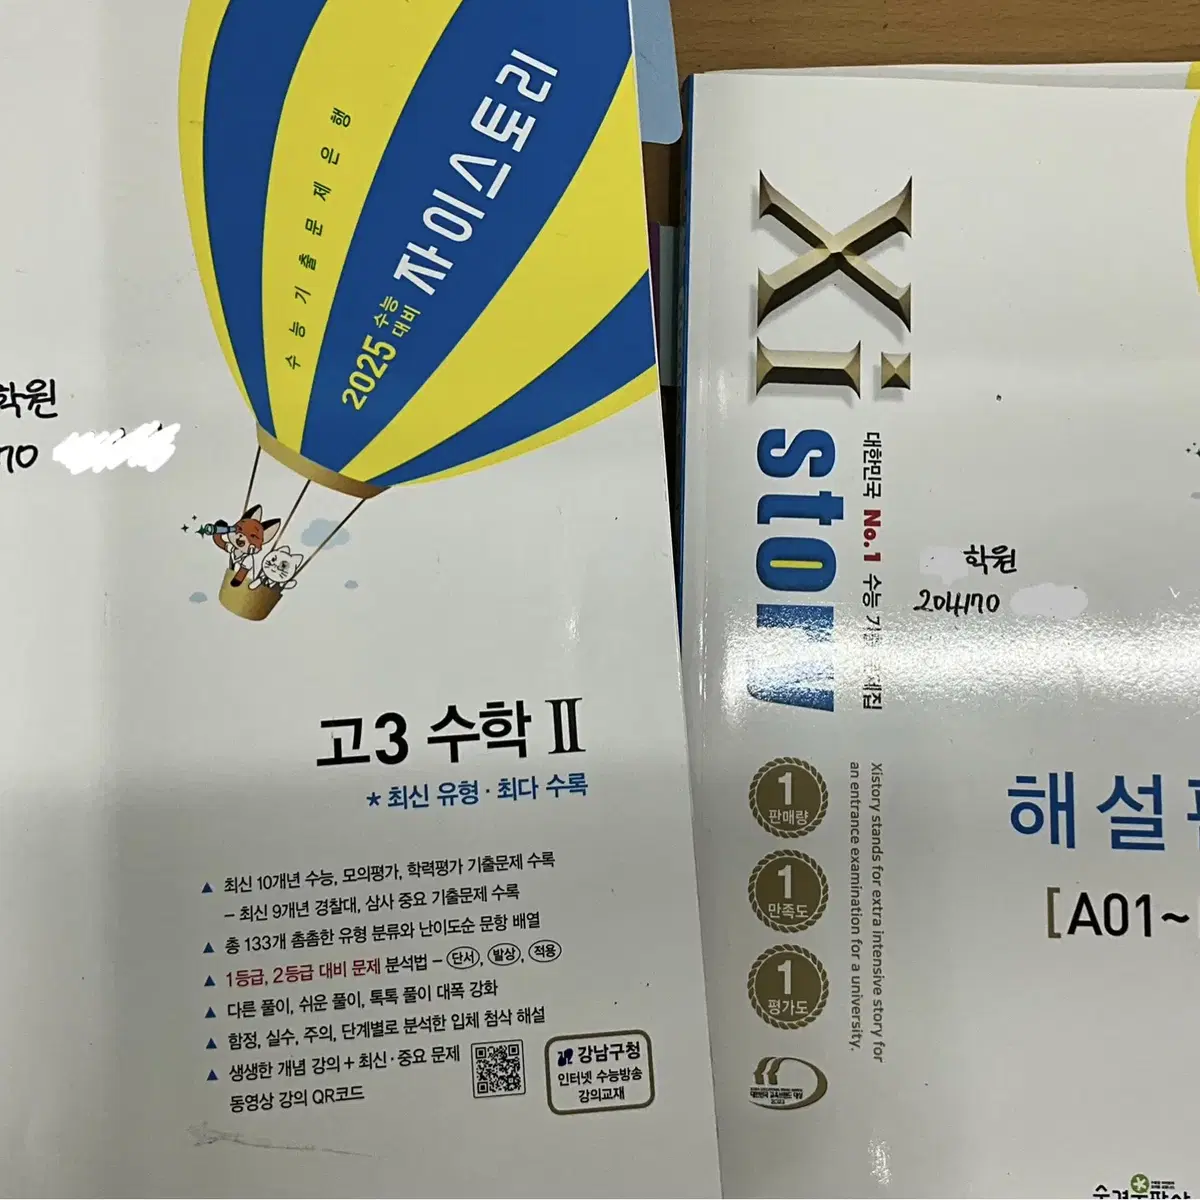 수능기출문제은행
2025 수능 대비 자이스토리
학원
고3 수학 Ⅱ
* 최신 유형·최다 수록
▲ 최신 10개년 수능, 모의평가, 학력평가 기출문제 수록
– 최신 9개년 경찰대, 삼사 중요 기출문제 수록
▲ 총 133개 촘촘한 유형 분류와 난이도순 문항 배열
▲ 1등급, 2등급 대비 문제 분석법 – 단서, 발상, 적용
▲ 다른 풀이, 쉬운 풀이, 톡톡 풀이 대폭 강화
▲ 함정, 실수, 주의, 단계별로 분석한 입체 첨삭 해설
▲ 생생한 개념 강의 + 최신·중요 문제
동영상 강의 QR코드
강남구청
인터넷 수능방송
강의교재
Xi story
대한민국 No.1 수능 기출 문제집
Xistory stands for extra intensive story for
an entrance examination for a university.
학원
해설
[A01~
1
판매량
1
만족도
1
평가도